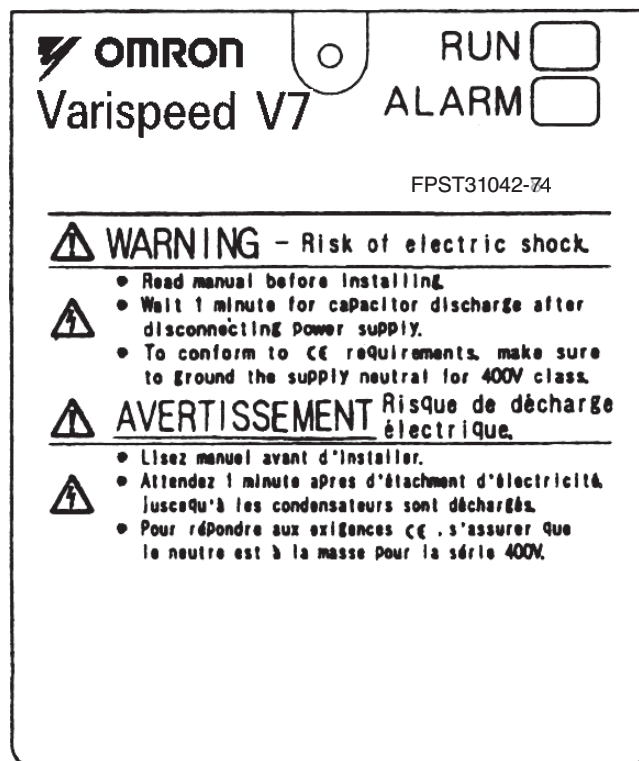 OMRON
RUN
Varispeed V7
ALARM
FPST31042-
⚠ WARNING - Risk of electric shock.
• Read manual before installing.
• Wait 1 minute for capacitor discharge after
disconnecting power supply.
• To conform to CE requirements, make sure
to ground the supply neutral for 400V class.
⚠ AVERTISSEMENT Risque de décharge
électrique.
• Lisez manuel avant d'installer.
• Attendez 1 minute apres d'étachment d'électricité,
jusequ'à les condensateurs sont déchargés.
• Pour répondre aux exigences CE , s'assurer que
le neutre est à la masse pour la série 400V.